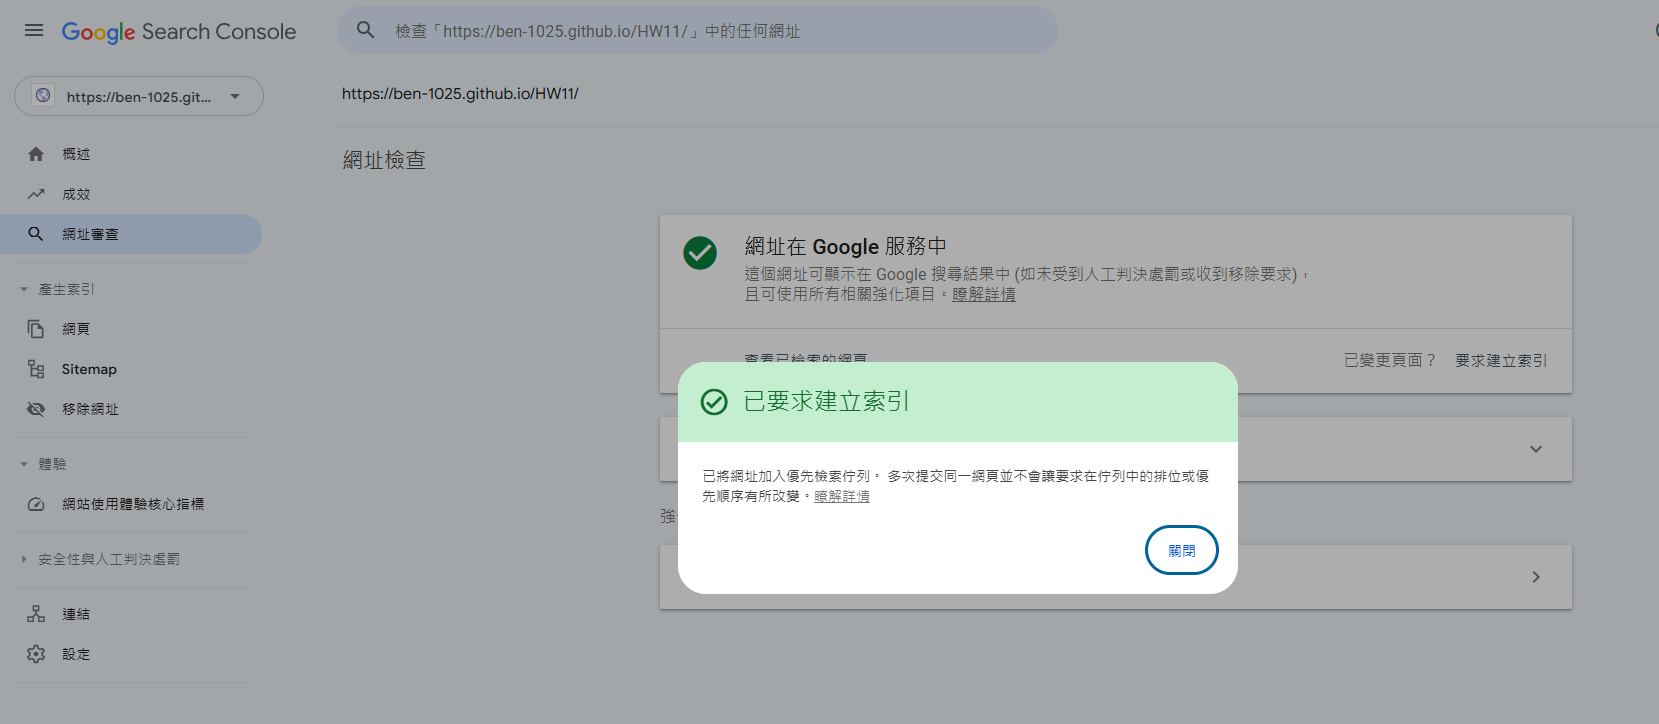 Google Search Console
檢查「https://ben-1025.github.io/HW11/」中的任何網址
https://ben-1025.git...
https://ben-1025.github.io/HW11/
概述
成效
網址審查
產生索引
網頁
Sitemap
移除網址
體驗
網站使用體驗核心指標
安全性與人工判決處罰
連結
設定
網址檢查
網址在 Google 服務中
這個網址可顯示在 Google 搜尋結果中 (如未受到人工判決處罰或收到移除要求)，
且可使用所有相關強化項目。瞭解詳情
查看已檢索的網頁
已變更頁面？ 要求建立索引
已要求建立索引
已將網址加入優先檢索佇列。 多次提交同一網頁並不會讓要求在佇列中的排位或優
先順序有所改變。瞭解詳情
關閉